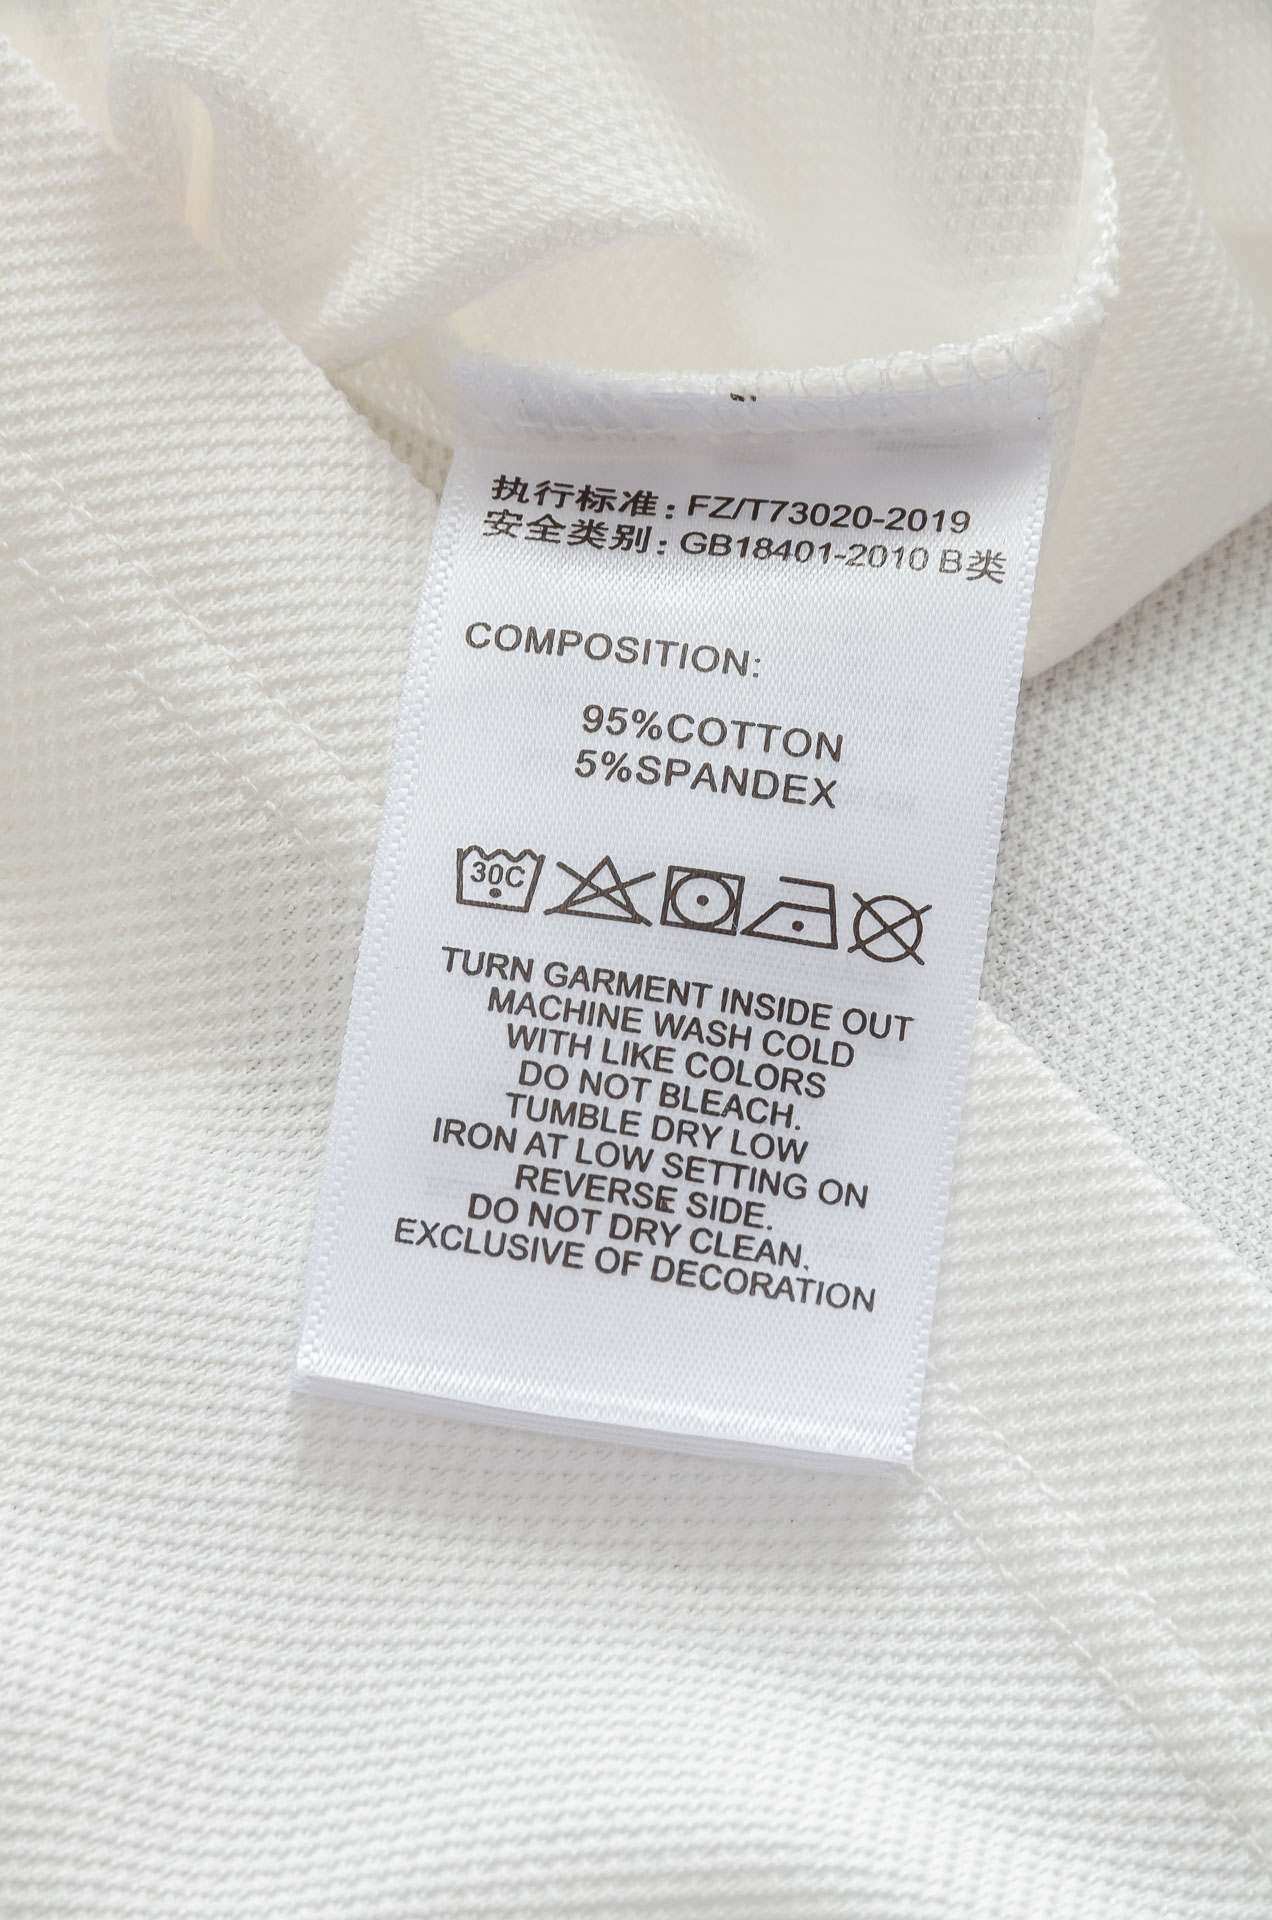 执行标准：FZ/T73020-2019
安全类别：GB18401-2010 B类
COMPOSITION:
95%COTTON
5%SPANDEX
30C
TURN GARMENT INSIDE OUT
MACHINE WASH COLD
WITH LIKE COLORS
DO NOT BLEACH.
TUMBLE DRY LOW
IRON AT LOW SETTING ON
REVERSE SIDE.
DO NOT DRY CLEAN.
EXCLUSIVE OF DECORATION